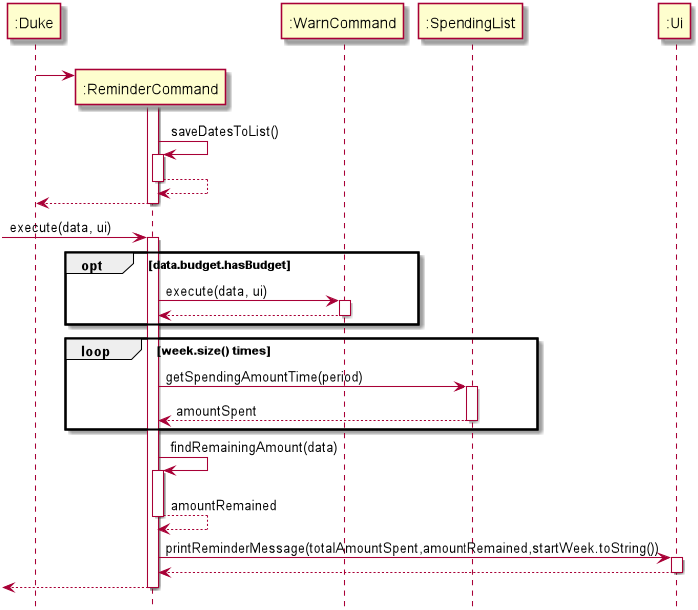 :Duke
:WarnCommand
:SpendingList
:Ui
:ReminderCommand
saveDatesToList()
execute(data, ui)
opt
[data.budget.hasBudget]
execute(data, ui)
loop
[week.size() times]
getSpendingAmountTime(period)
amountSpent
findRemainingAmount(data)
amountRemained
printReminderMessage(totalAmountSpent,amountRemained,startWeek.toString())